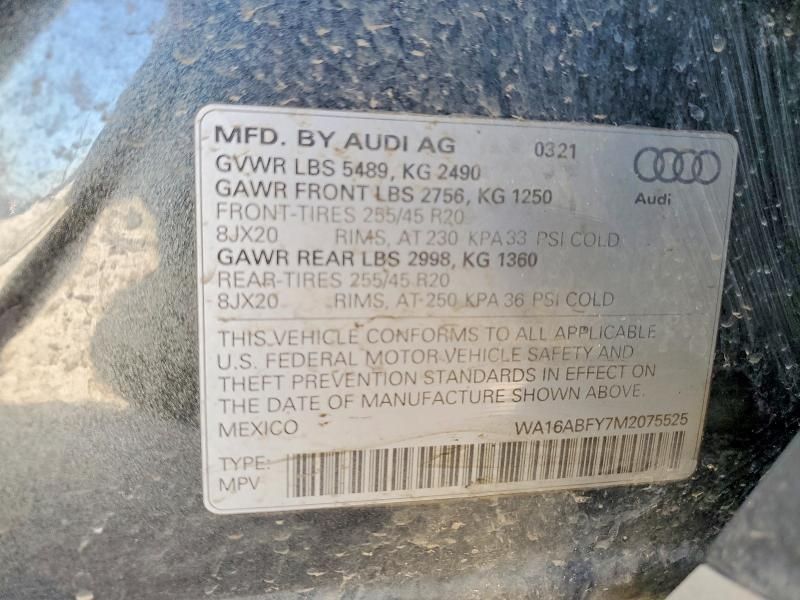 MFD. BY AUDI AG 03.21
GVWR LBS 5489, KG 2490
GAWR FRONT LBS 2756, KG 1250
FRONT-TIRES 255/45 R20
8JX20 RIMS, AT 230 KPA 33 PSI COLD
GAWR REAR LBS 2998, KG 1360
REAR-TIRES 255/45 R20
8JX20 RIMS, AT 250 KPA 36 PSI COLD
Audi
THIS VEHICLE CONFORMS TO ALL APPLICABLE
U.S. FEDERAL MOTOR VEHICLE SAFETY AND
THEFT PREVENTION STANDARDS IN EFFECT ON
THE DATE OF MANUFACTURE SHOWN ABOVE.
MEXICO WA16ABFY7M2075525
TYPE:
MPV